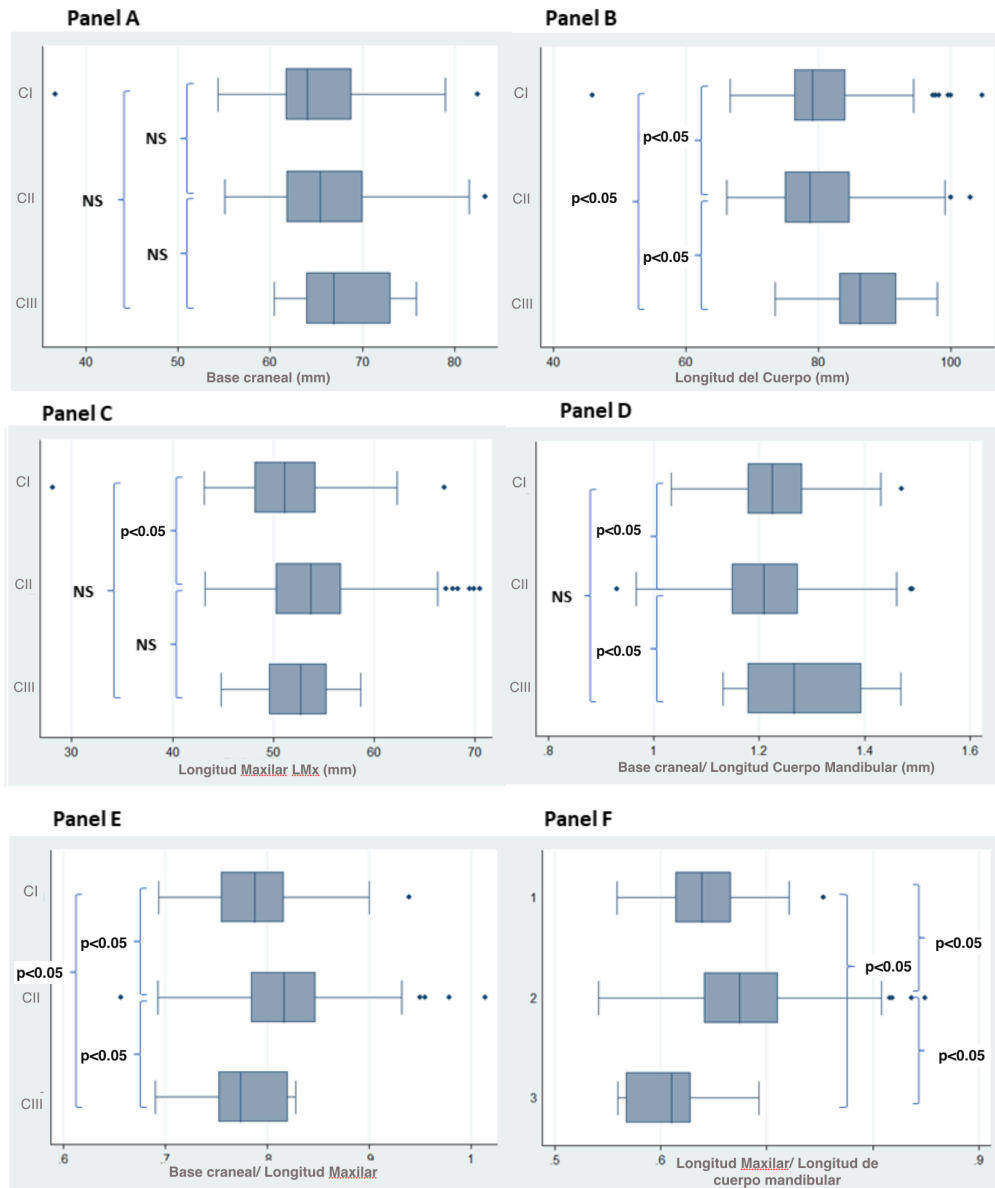 Panel A
CI
CII
CIII
NS
NS
NS
40 50 60 70 80
Base craneal (mm)
Panel B
CI
CII
CIII
p<0.05
p<0.05
p<0.05
40 60 80 100
Longitud del Cuerpo (mm)
Panel C
CI
CII
CIII
p<0.05
NS
NS
30 40 50 60 70
Longitud Maxilar LMx (mm)
Panel D
CI
CII
CIII
p<0.05
NS
p<0.05
.8 1 1.2 1.4 1.6
Base craneal/ Longitud Cuerpo Mandibular (mm)
Panel E
CI
CII
CIII
p<0.05
p<0.05
p<0.05
.6 .7 .8 .9 1
Base craneal/ Longitud Maxilar
Panel F
1
2
3
p<0.05
p<0.05
p<0.05
.5 .6 .9
Longitud Maxilar/ Longitud de
cuerpo mandibular